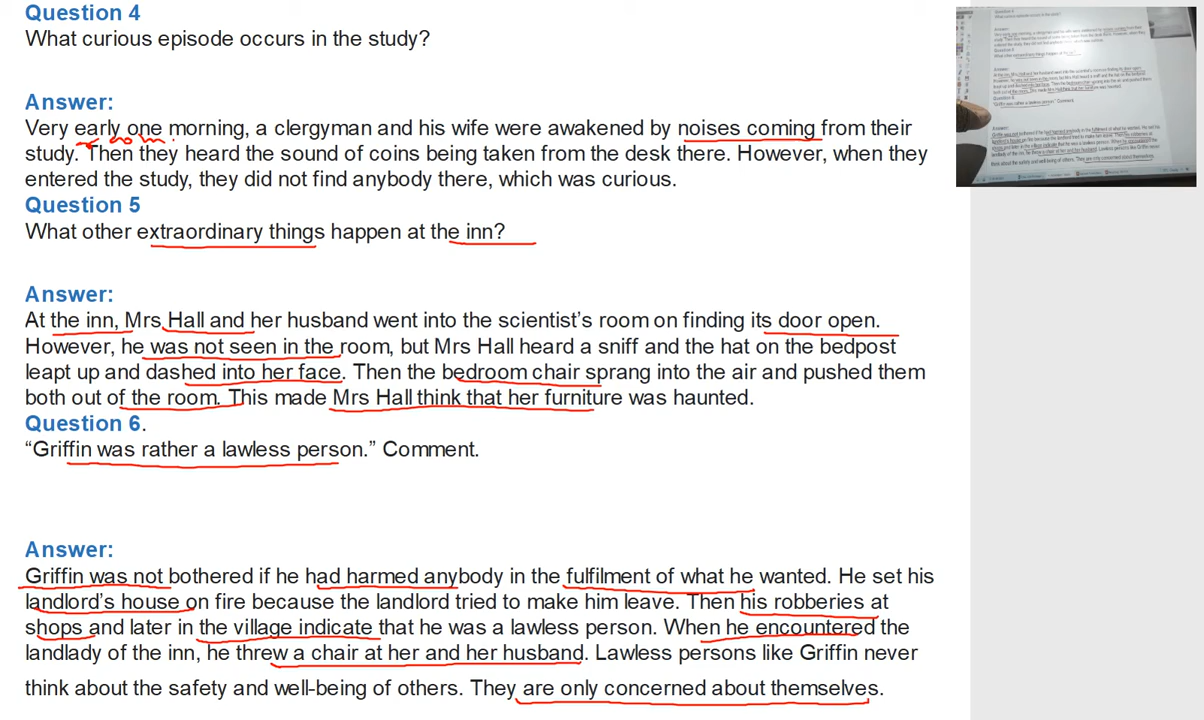 Question 4
What curious episode occurs in the study?
Answer:
Very early one morning, a clergyman and his wife were awakened by noises coming from their
study. Then they heard the sound of coins being taken from the desk there. However, when they
entered the study, they did not find anybody there, which was curious.
Question 5
What other extraordinary things happen at the inn?
Answer:
At the inn, Mrs Hall and her husband went into the scientist's room on finding its door open.
However, he was not seen in the room, but Mrs Hall heard a sniff and the hat on the bedpost
leapt up and dashed into her face. Then the bedroom chair sprang into the air and pushed them
both out of the room. This made Mrs Hall think that her furniture was haunted.
Question 6.
“Griffin was rather a lawless person.” Comment.
Answer:
Griffin was not bothered if he had harmed anybody in the fulfilment of what he wanted. He set his
landlord's house on fire because the landlord tried to make him leave. Then his robberies at
shops and later in the village indicate that he was a lawless person. When he encountered the
landlady of the inn, he threw a chair at her and her husband. Lawless persons like Griffin never
think about the safety and well-being of others. They are only concerned about themselves.